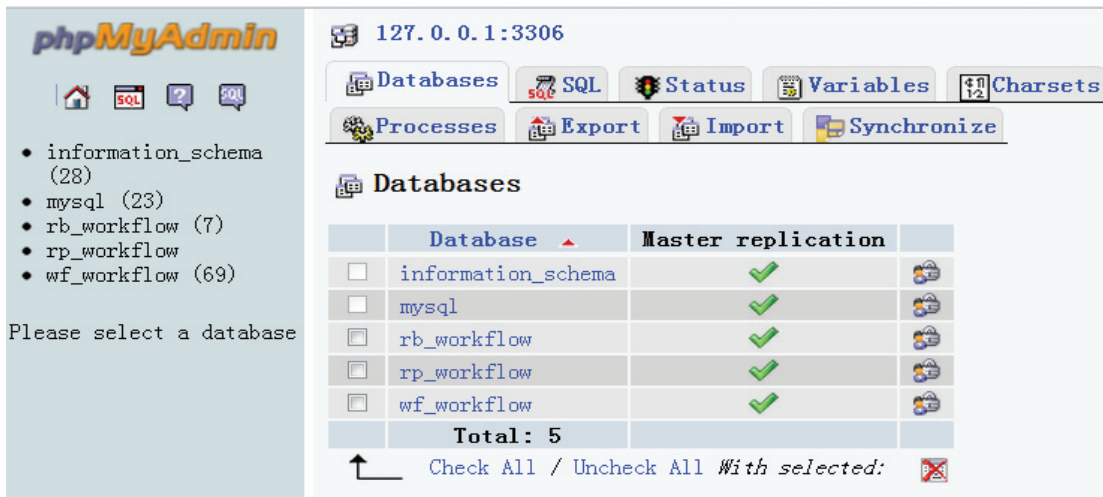 phpMyAdmin
SQL
SQL
information_schema
(28)
mysql (23)
rb_workflow (7)
rp_workflow
wf_workflow (69)
Please select a database
127.0.0.1:3306
Databases SQL Status Variables Charsets
Processes Export Import Synchronize
Databases
Database Master replication
information_schema
mysql
rb_workflow
rp_workflow
wf_workflow
Total: 5
Check All / Uncheck All With selected: